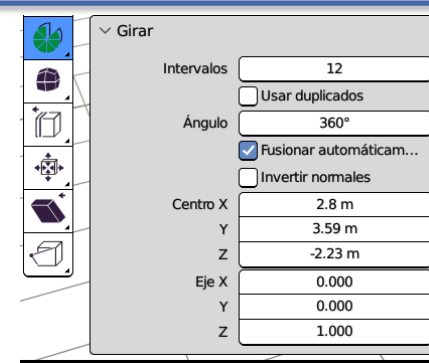 Girar
Intervalos 12
Usar duplicados
Ángulo 360°
Fusionar automáticam...
Invertir normales
Centro X 2.8 m
Y 3.59 m
Z -2.23 m
Eje X 0.000
Y 0.000
Z 1.000